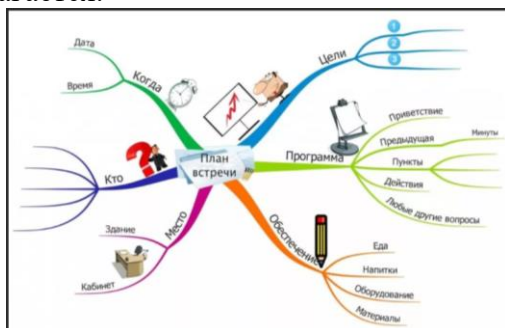 Дата
Время
Когда
Цели
1
2
3
Приветствие
Предыдущая
Минуты
Программа
Пункты
Действия
Любые другие вопросы
План
встречи
Кто
Место
Здание
Кабинет
Обеспечение
Еда
Напитки
Оборудование
Материалы